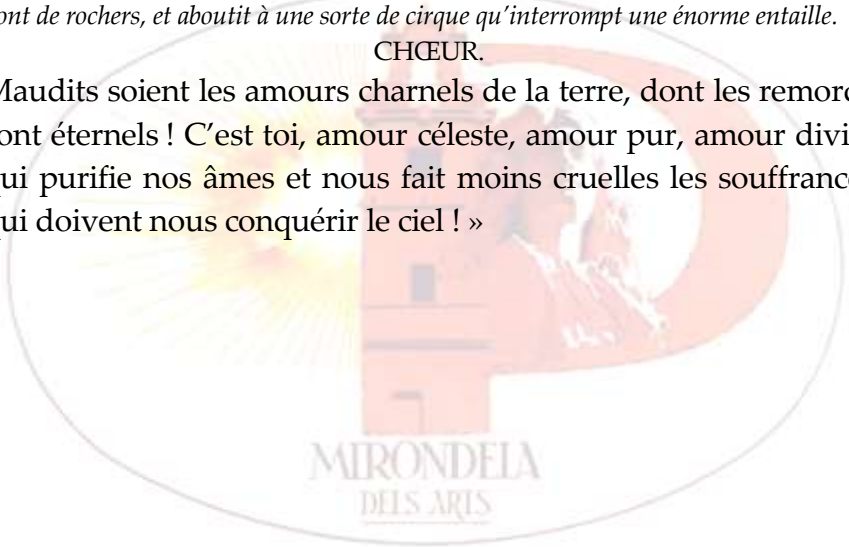 ont de rochers, et aboutit à une sorte de cirque qu'interrompt une énorme entaille.
CHŒUR.
Maudits soient les amours charnels de la terre, dont les remord
ont éternels ! C'est toi, amour céleste, amour pur, amour divi
ui purifie nos âmes et nous fait moins cruelles les souffrance
ui doivent nous conquérir le ciel ! »
MIRONDELA
DELS ARTS